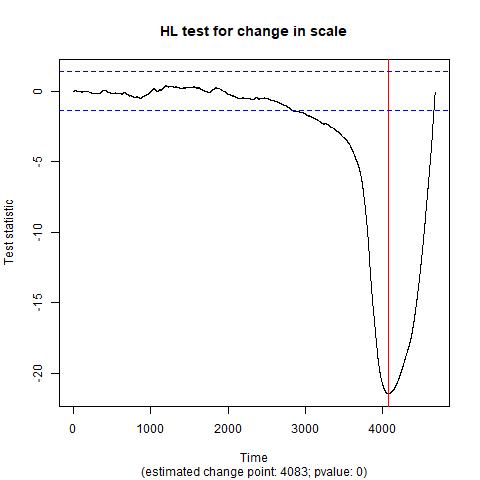 HL test for change in scale
Test statistic
0
-5
-10
-15
-20
0 1000 2000 3000 4000
Time
(estimated change point: 4083; pvalue: 0)